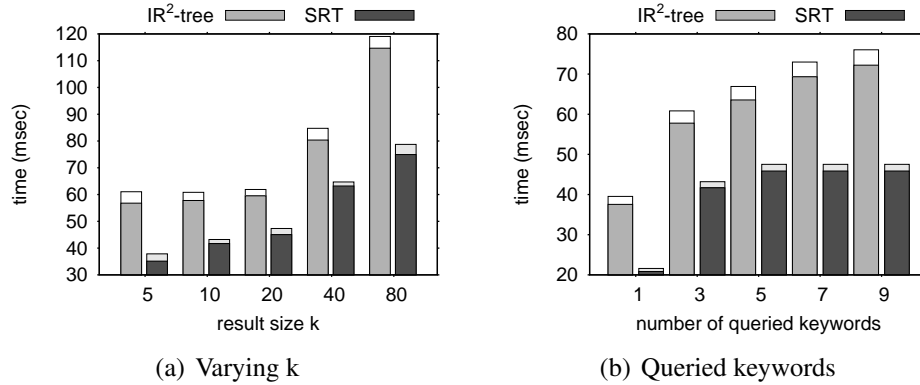 IR²-tree SRT
120
110
100
90
80
70
60
50
40
30
time (msec)
5 10 20 40 80
result size k
(a) Varying k
IR²-tree SRT
80
70
60
50
40
30
20
time (msec)
1 3 5 7 9
number of queried keywords
(b) Queried keywords